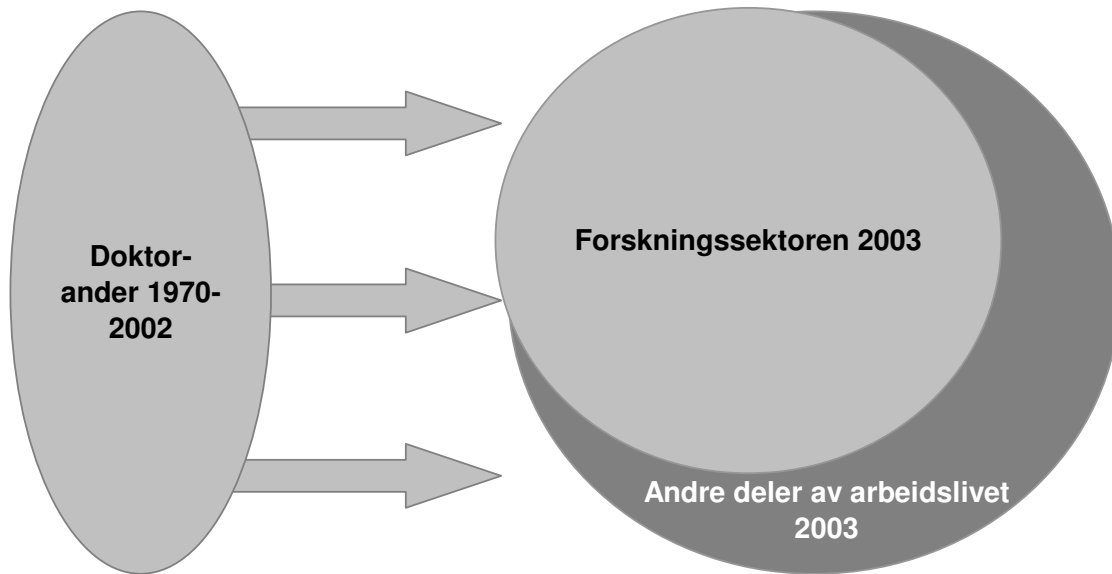 Doktor-
ander 1970-
2002
Forskningssektoren 2003
Andre deler av arbeidslivet
2003